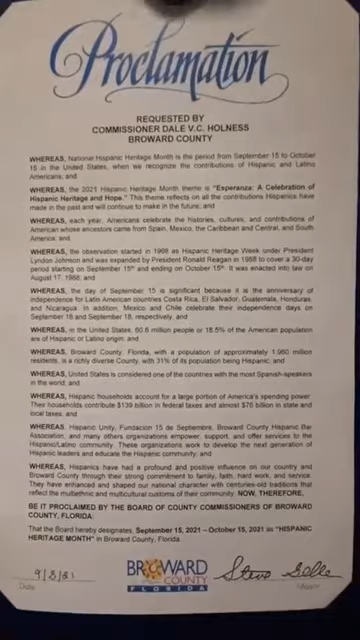 Proclamation
REQUESTED BY
COMMISSIONER DALE V.C. HOLNESS
BROWARD COUNTY
WHEREAS, National Hispanic Heritage Month is the period from September 15 to October
15 in the United States, when we recognize the contributions of Hispanic and Latino
Americans; and
WHEREAS, the 2021 Hispanic Heritage Month theme is "Esperanza: A Celebration of
Hispanic Heritage and Hope." This theme reflects on all the contributions Hispanics have
made in the past and will continue to make in the future; and
WHEREAS, each year, Americans celebrate the histories, cultures, and contributions of
American whose ancestors came from Spain, Mexico, the Caribbean and Central, and South
America; and
WHEREAS, the observation started in 1968 as Hispanic Heritage Week under President
Lyndon Johnson and was expanded by President Ronald Reagan in 1988 to cover a 30-day
period starting on September 15th and ending on October 15th. It was enacted into law on
August 17, 1988; and
WHEREAS, the day of September 15 is significant because it is the anniversary of
independence for Latin American countries Costa Rica, El Salvador, Guatemala, Honduras,
and Nicaragua. In addition, Mexico and Chile celebrate their independence days on
September 16 and September 18, respectively; and
WHEREAS, in the United States, 60.6 million people or 18.5% of the American population
are of Hispanic or Latino origin; and
WHEREAS, Broward County, Florida, with a population of approximately 1.960 million
residents, is a richly diverse County, with 31% of its population being Hispanic; and
WHEREAS, United States is considered one of the countries with the most Spanish-speakers
in the world; and
WHEREAS, Hispanic households account for a large portion of America's spending power.
Their households contribute $139 billion in federal taxes and almost $76 billion in state and
local taxes; and
WHEREAS, Hispanic Unity, Fundacion 15 de Septiembre, Broward County Hispanic Bar
Association, and many others organizations empower, support, and offer services to the
Hispanic/Latino community. These organizations work to develop the next generation of
Hispanic leaders and educate the Hispanic community; and
WHEREAS, Hispanics have had a profound and positive influence on our country and
Broward County through their strong commitment to family, faith, hard work, and service.
They have enhanced and shaped our national character with centuries-old traditions that
reflect the multiethnic and multicultural customs of their community. NOW, THEREFORE,
BE IT PROCLAIMED BY THE BOARD OF COUNTY COMMISSIONERS OF BROWARD
COUNTY, FLORIDA:
That the Board hereby designates, September 15, 2021 – October 15, 2021 as "HISPANIC
HERITAGE MONTH" in Broward County, Florida.
Date
BROWARD
COUNTY
FLORIDA
Steve Geller
Mayor